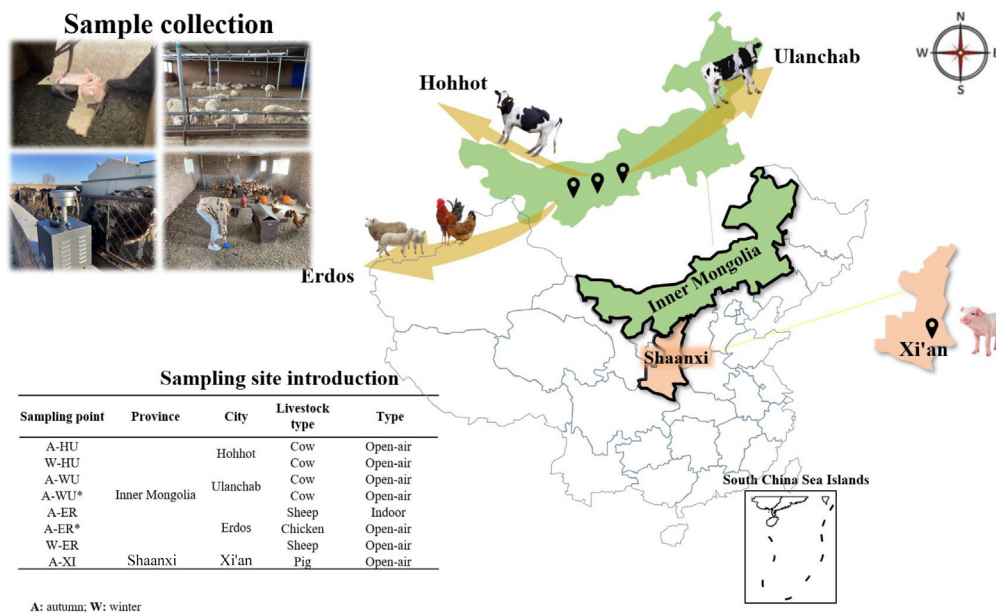 Sample collection
Hohhot
Ulanchab
Erdos
N
W
E
S
Inner Mongolia
Shaanxi
Xi'an
South China Sea Islands
Sampling site introduction
Sampling point Province City Livestock type Type
A-HU Inner Mongolia Hohhot Cow Open-air
W-HU Cow Open-air
A-WU Ulanchab Cow Open-air
A-WU* Cow Open-air
A-ER Erdos Sheep Indoor
A-ER* Chicken Open-air
W-ER Sheep Open-air
A-XI Shaanxi Xi'an Pig Open-air
A: autumn; W: winter